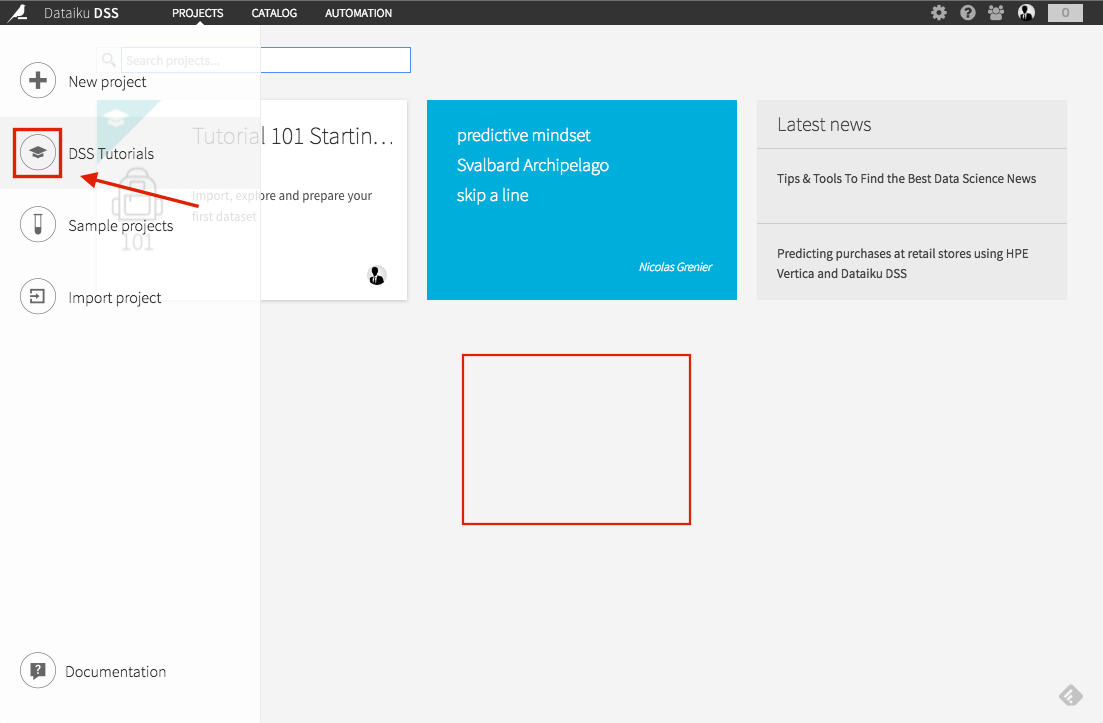 Dataiku DSS PROJECTS CATALOG AUTOMATION 0
Search projects...
New project
DSS Tutorials
Sample projects
Import project
Documentation
Tutorial 101 Startin...
Import, explore and prepare your
first dataset
101
predictive mindset
Svalbard Archipelago
skip a line
Nicolas Grenier
Latest news
Tips & Tools To Find the Best Data Science News
Predicting purchases at retail stores using HPE
Vertica and Dataiku DSS